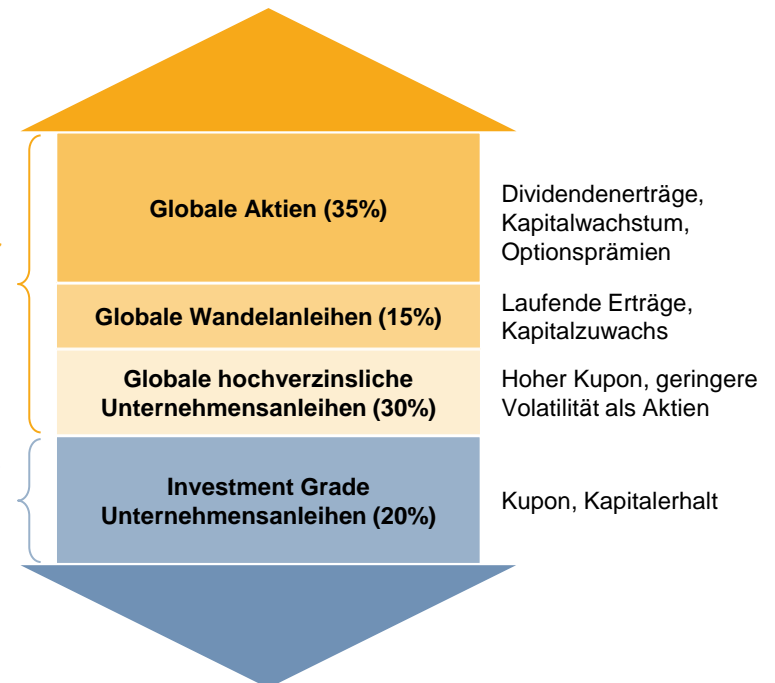 Globale Aktien (35%)
Dividendenerträge,
Kapitalwachstum,
Optionsprämien
Globale Wandelanleihen (15%)
Laufende Erträge,
Kapitalzuwachs
Globale hochverzinsliche
Unternehmensanleihen (30%)
Hoher Kupon, geringere
Volatilität als Aktien
Investment Grade
Unternehmensanleihen (20%)
Kupon, Kapitalerhalt